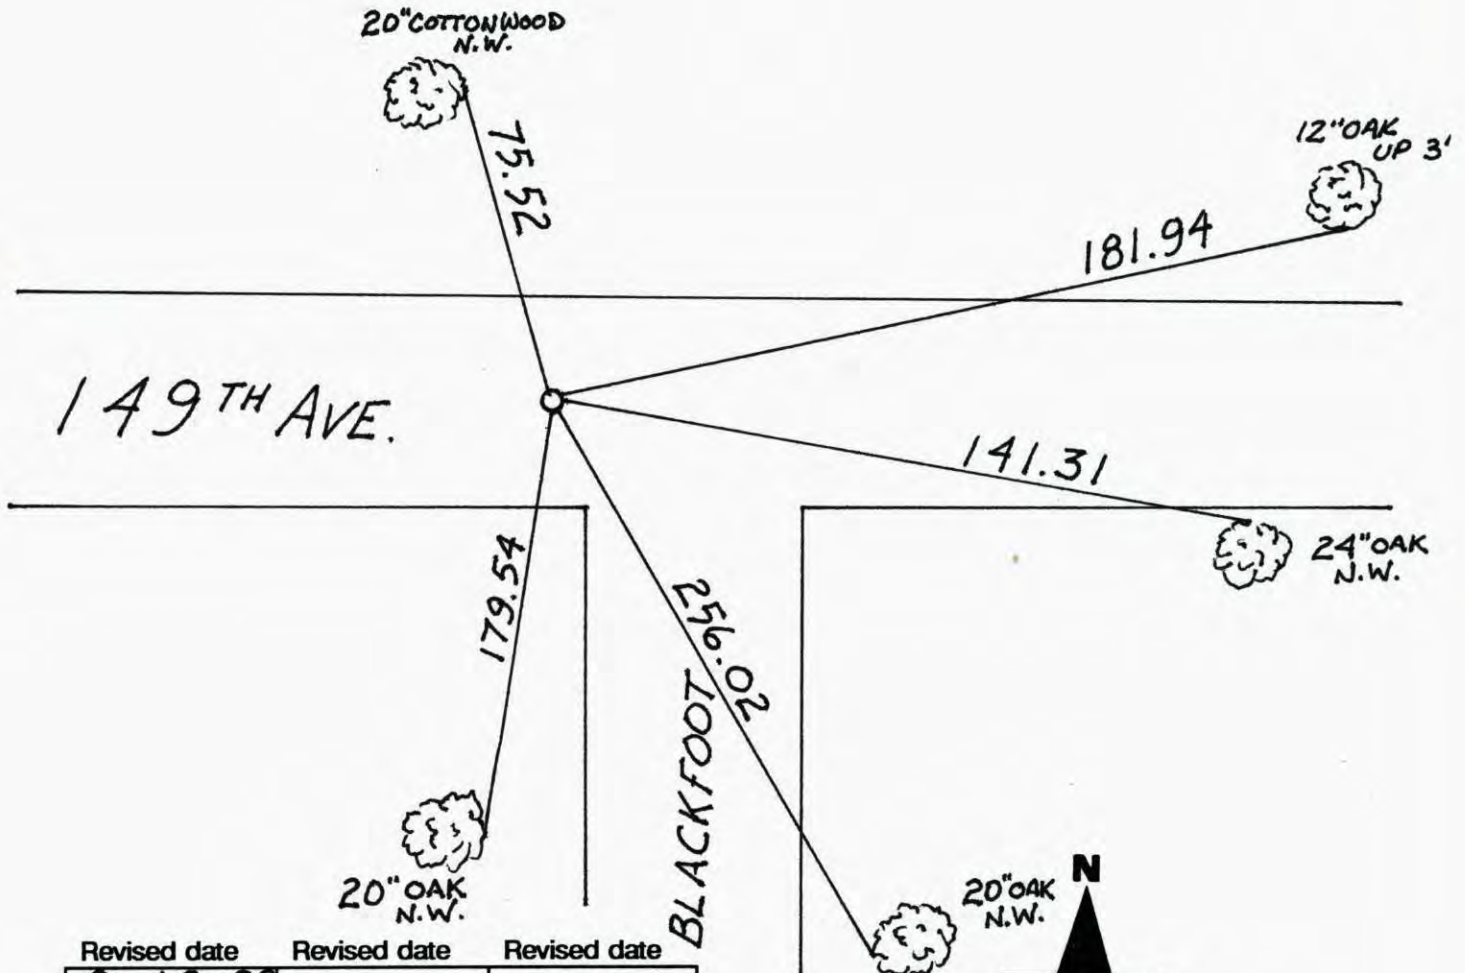 20" COTTONWOOD
N.W.
75.52
12" OAK
UP 3'
181.94
149TH AVE.
141.31
24" OAK
N.W.
179.54
256.02
BLACKFOOT
20" OAK
N.W.
20" OAK
N.W.
N
Revised date Revised date Revised date